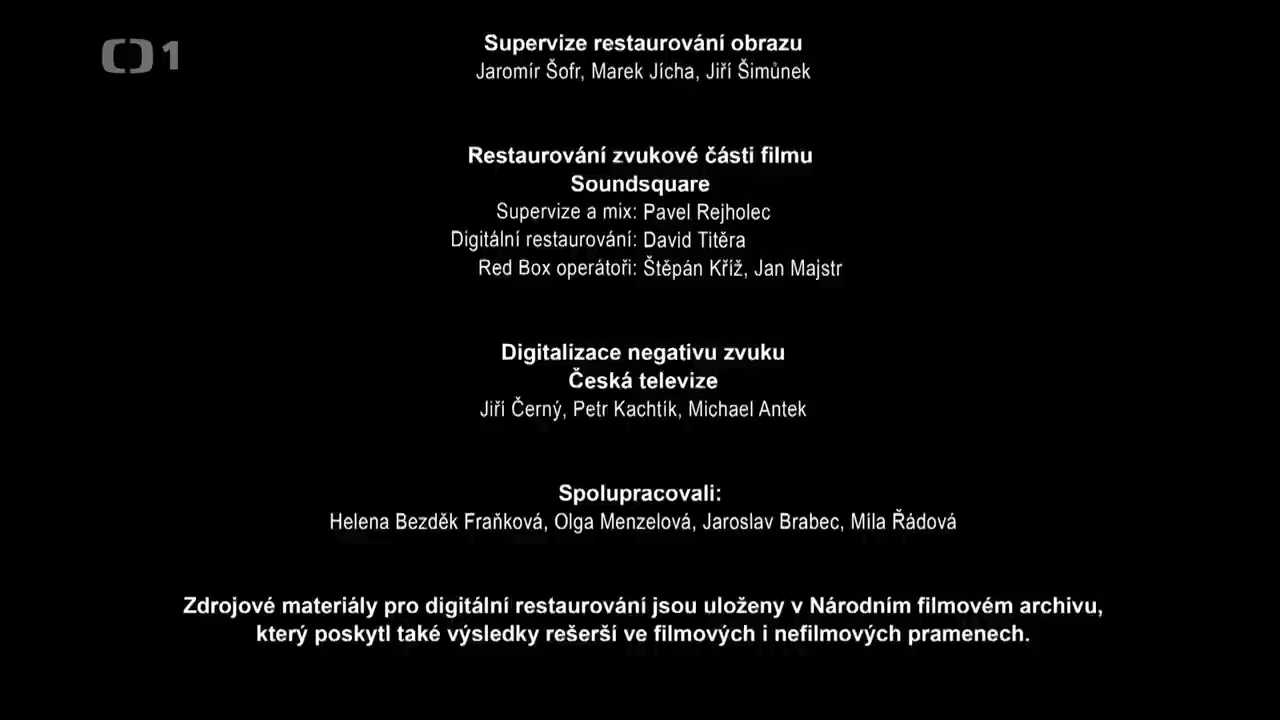 ČT 1
Supervize restaurování obrazu
Jaromír Šofr, Marek Jícha, Jiří Šimůnek
Restaurování zvukové části filmu
Soundsquare
Supervize a mix: Pavel Rejholec
Digitální restaurování: David Titěra
Red Box operátoři: Štěpán Kříž, Jan Majstr
Digitalizace negativu zvuku
Česká televize
Jiří Černý, Petr Kachtík, Michael Antek
Spolupracovali:
Helena Bezděk Fraňková, Olga Menzelová, Jaroslav Brabec, Míla Řádová
Zdrojové materiály pro digitální restaurování jsou uloženy v Národním filmovém archivu,
který poskytl také výsledky rešerší ve filmových i nefilmových pramenech.